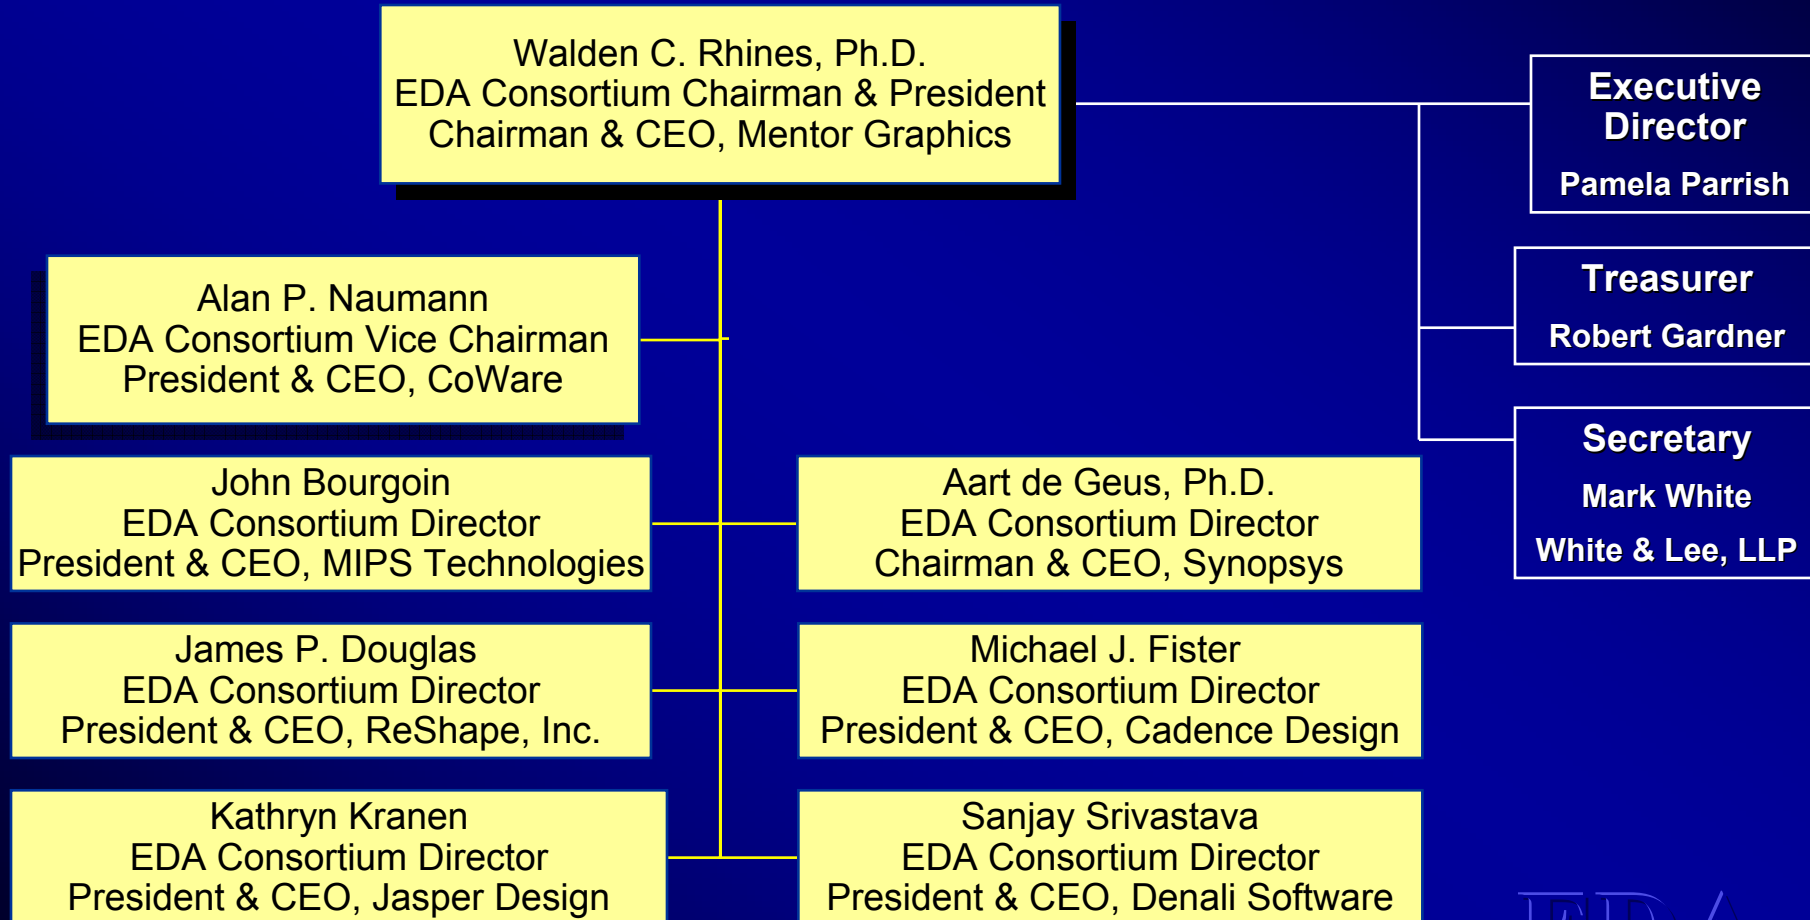 Walden C. Rhines, Ph.D.
EDA Consortium Chairman & President
Chairman & CEO, Mentor Graphics
Executive
Director
Pamela Parrish
Treasurer
Robert Gardner
Secretary
Mark White
White & Lee, LLP
Alan P. Naumann
EDA Consortium Vice Chairman
President & CEO, CoWare
John Bourgoin
EDA Consortium Director
President & CEO, MIPS Technologies
Aart de Geus, Ph.D.
EDA Consortium Director
Chairman & CEO, Synopsys
James P. Douglas
EDA Consortium Director
President & CEO, ReShape, Inc.
Michael J. Fister
EDA Consortium Director
President & CEO, Cadence Design
Kathryn Kranen
EDA Consortium Director
President & CEO, Jasper Design
Sanjay Srivastava
EDA Consortium Director
President & CEO, Denali Software
EDA